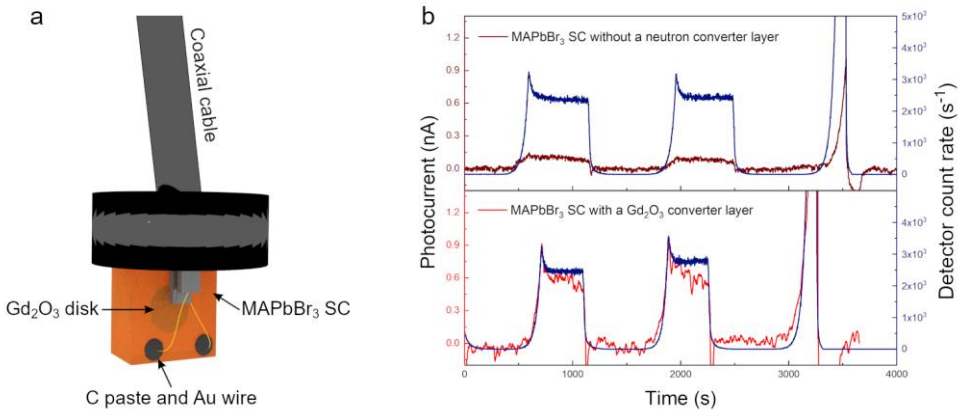 a
Coaxial cable
Gd₂O₃ disk
MAPbBr₃ SC
C paste and Au wire
b
MAPbBr₃ SC without a neutron converter layer
MAPbBr₃ SC with a Gd₂O₃ converter layer
Photocurrent (nA)
1.2
0.9
0.6
0.3
0.0
1.2
0.9
0.6
0.3
0.0
Detector count rate (s⁻¹)
5x10³
4x10³
3x10³
2x10³
1x10³
0
4x10³
3x10³
2x10³
1x10³
0
0 1000 2000 3000 4000
Time (s)